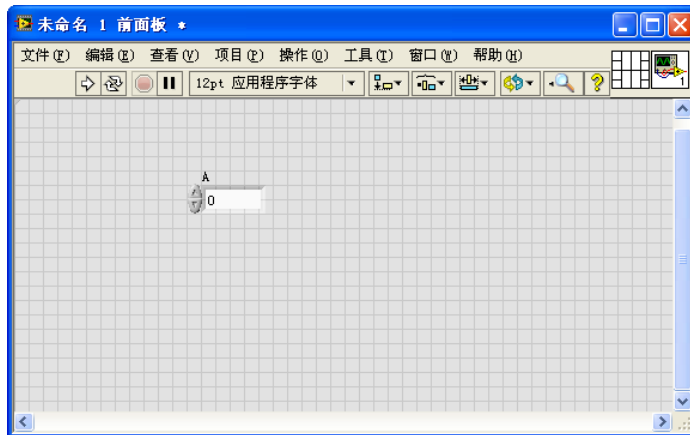 未命名 1 前面板 *
文件(F) 编辑(E) 查看(V) 项目(P) 操作(O) 工具(T) 窗口(W) 帮助(H)
12pt 应用程序字体
1
A
0